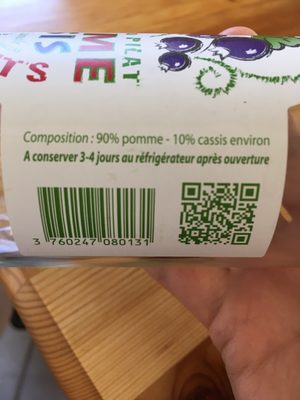 PILAT
ME
IS
TS
Composition : 90% pomme - 10% cassis environ
A conserver 3-4 jours au réfrigérateur après ouverture
3 760247 080131